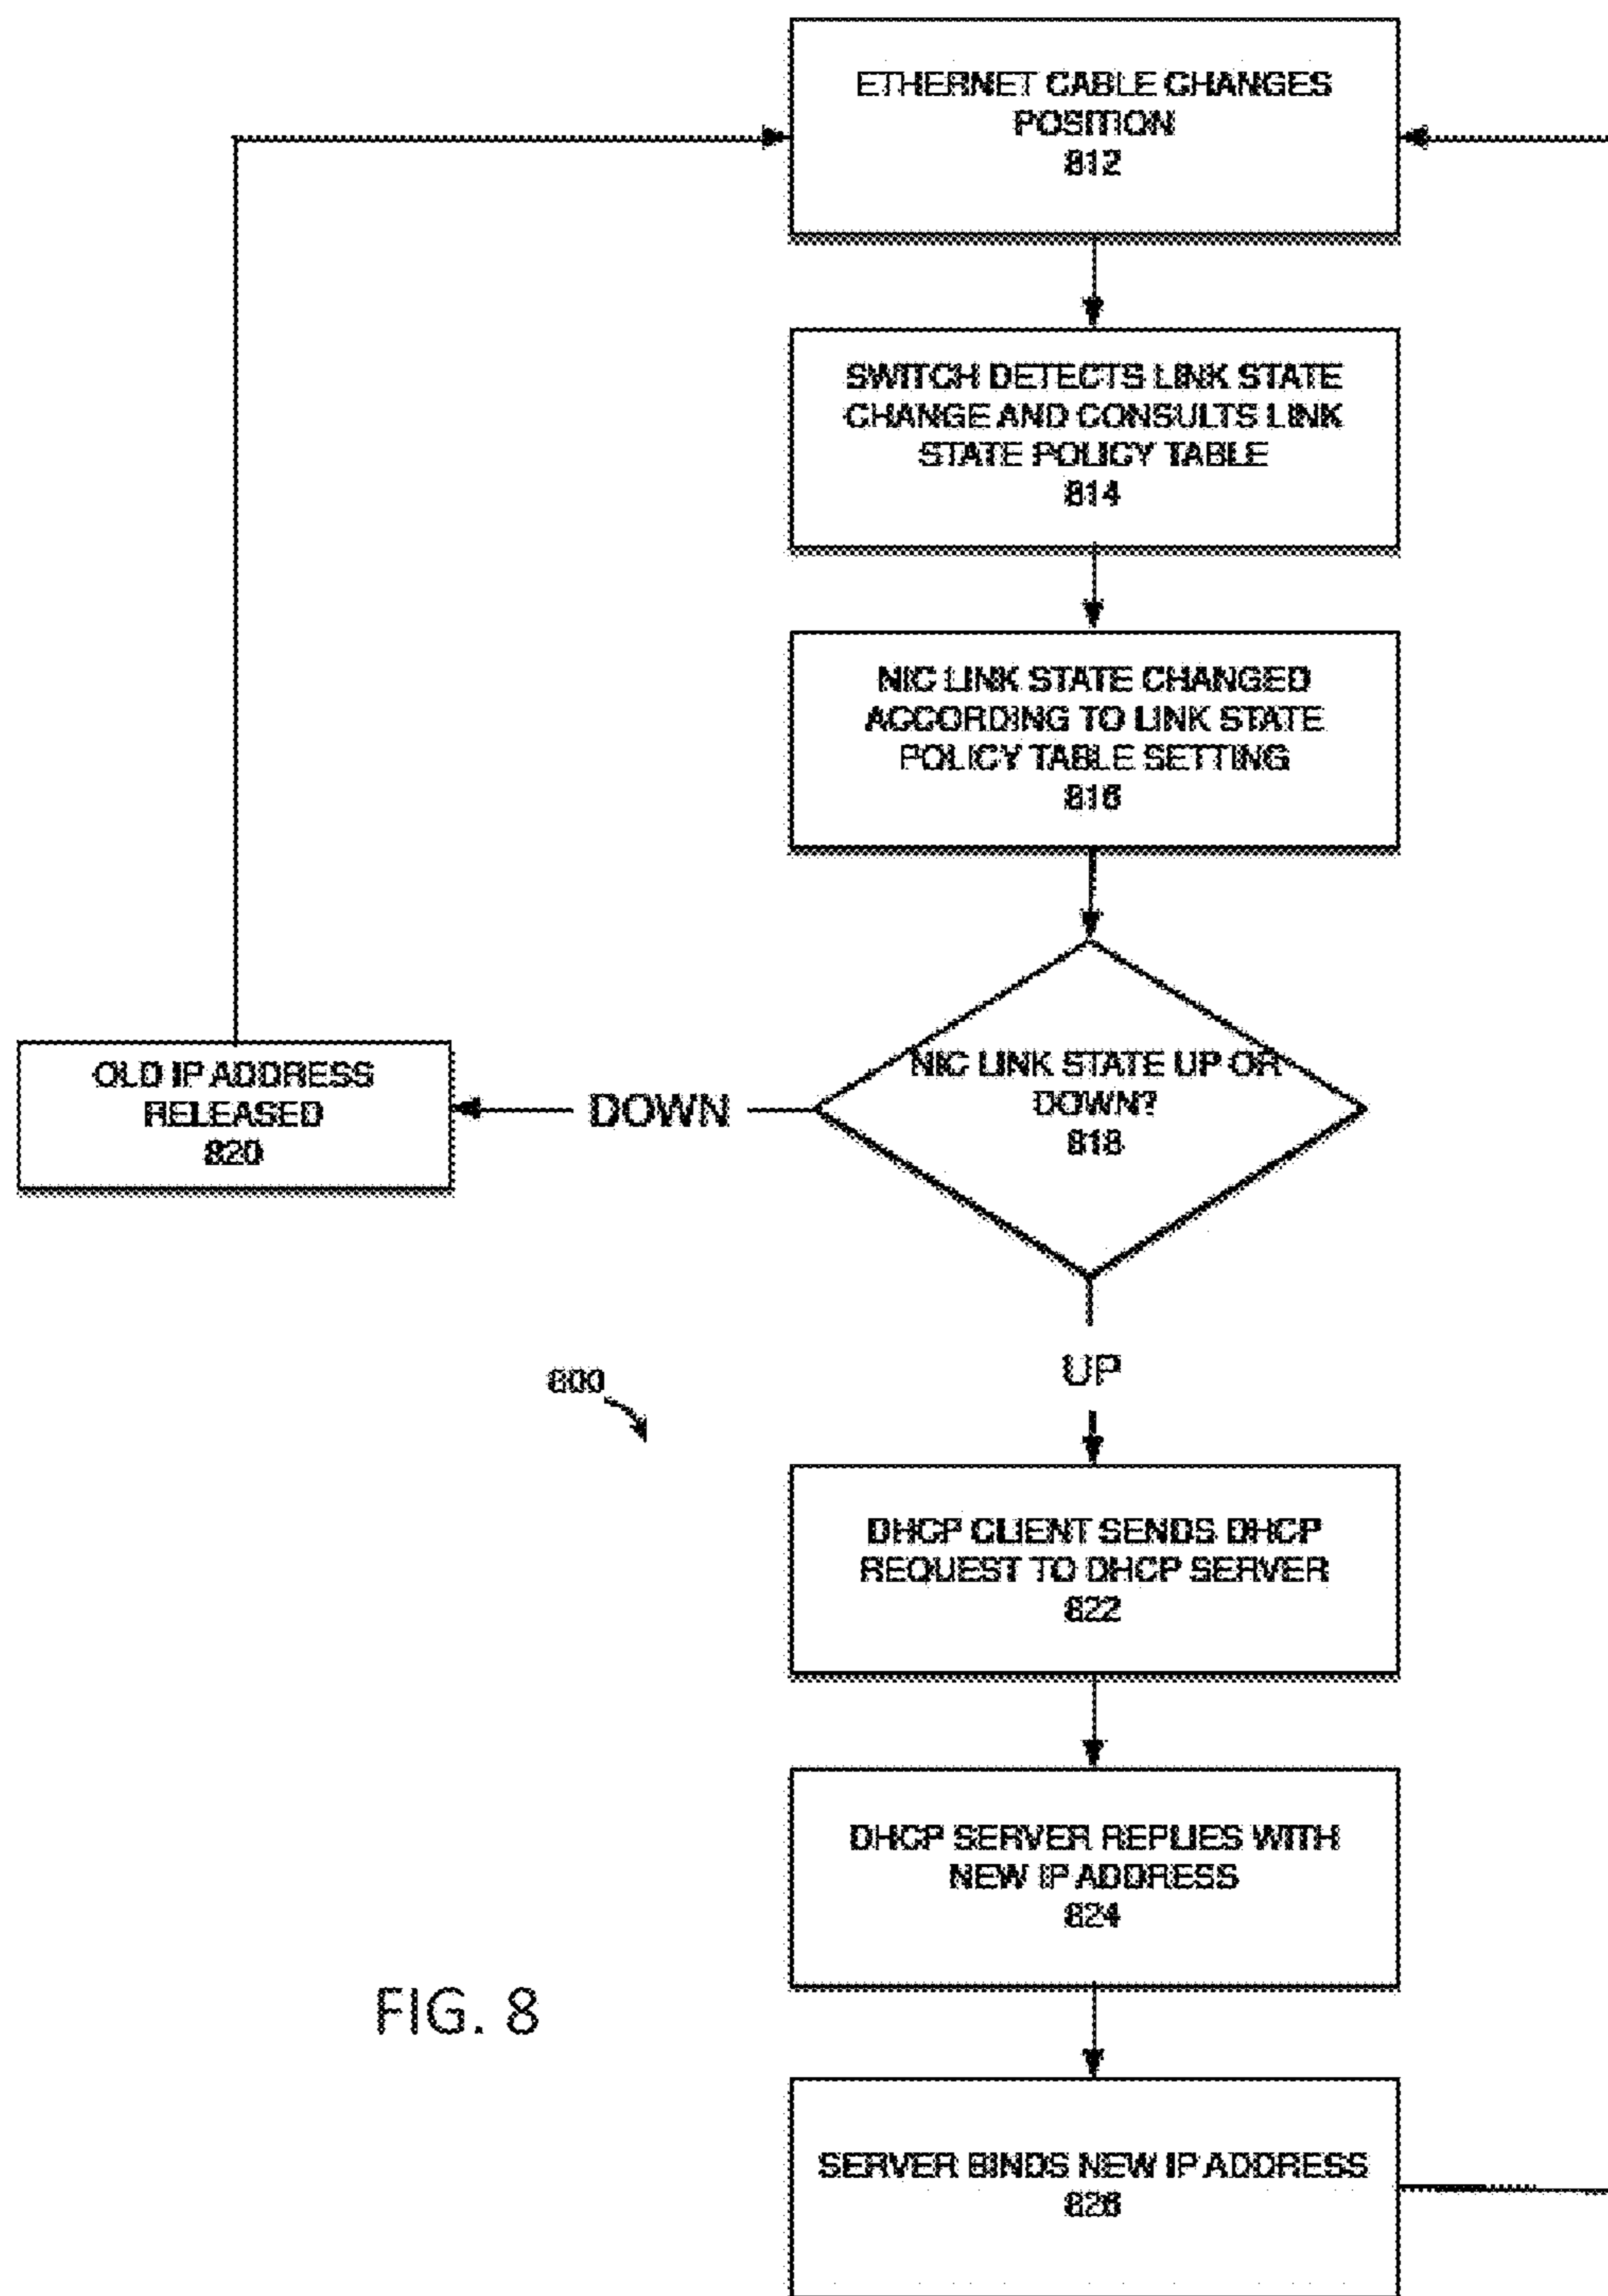 ETHERNET CABLE CHANGES
POSITION
812
SWITCH DETECTS LINK STATE
CHANGE AND CONSULTS LINK
STATE POLICY TABLE
814
NIC LINK STATE CHANGED
ACCORDING TO LINK STATE
POLICY TABLE SETTING
816
NIC LINK STATE UP OR
DOWN?
818
DOWN
OLD IP ADDRESS
RELEASED
820
UP
800
DHCP CLIENT SENDS DHCP
REQUEST TO DHCP SERVER
822
DHCP SERVER REPLIES WITH
NEW IP ADDRESS
824
FIG. 8
SERVER BINDS NEW IP ADDRESS
826